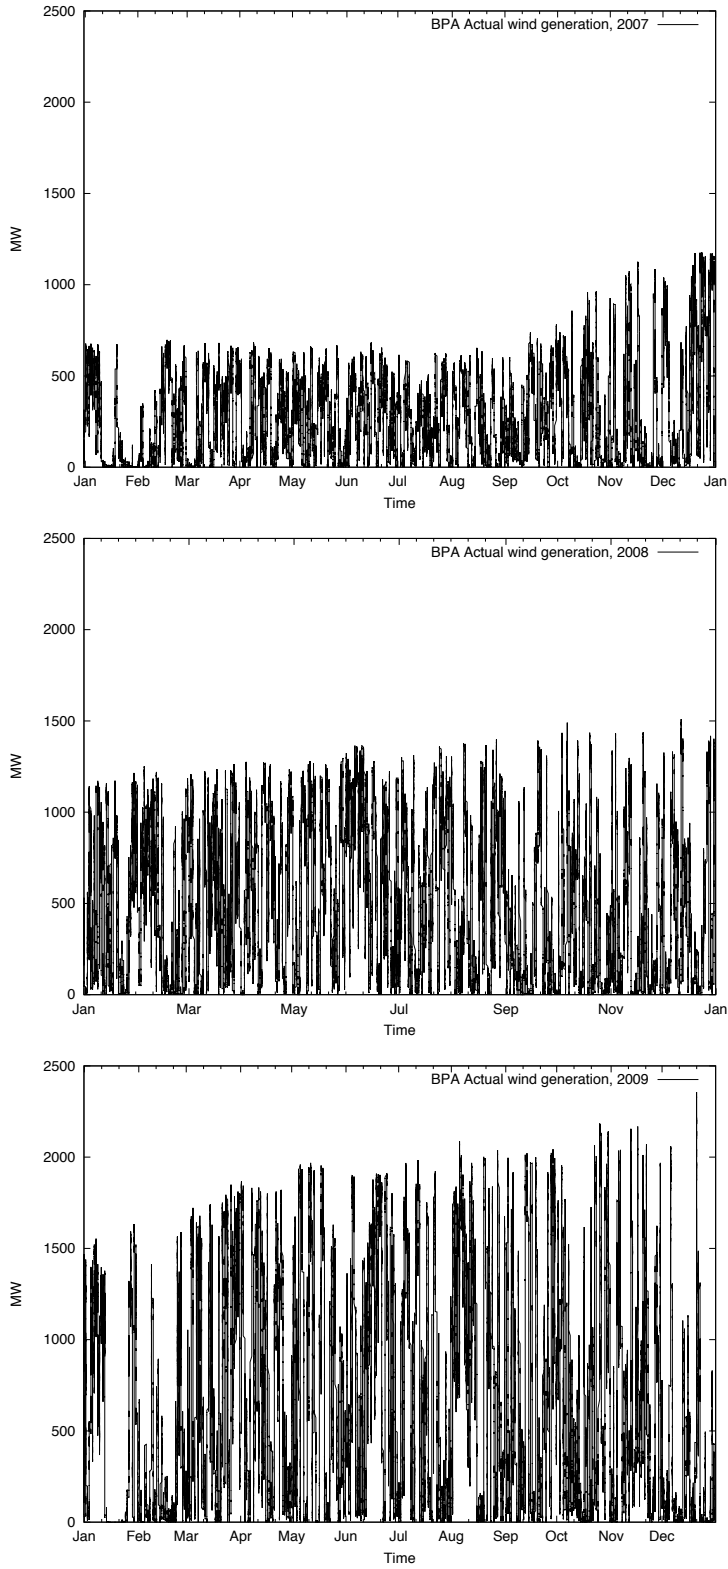 2500
BPA Actual wind generation, 2007
2000
1500
MW
1000
500
0
Jan Feb Mar Apr May Jun Jul Aug Sep Oct Nov Dec Jan
Time
2500
BPA Actual wind generation, 2008
2000
1500
MW
1000
500
0
Jan Mar May Jul Sep Nov Jan
Time
2500
BPA Actual wind generation, 2009
2000
1500
MW
1000
500
0
Jan Feb Mar Apr May Jun Jul Aug Sep Oct Nov Dec
Time